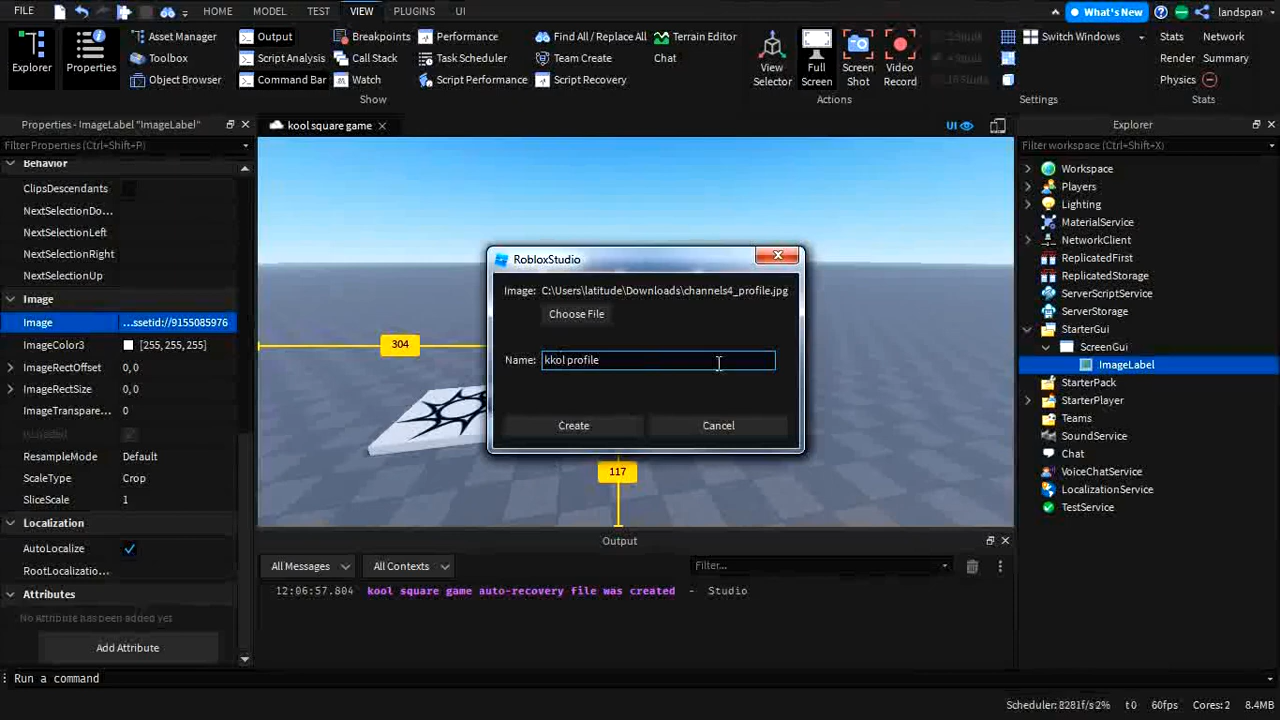 FILE HOME MODEL TEST VIEW PLUGINS UI What's New landspan
Explorer
Properties
Asset Manager
Toolbox
Object Browser
Output
Script Analysis
Command Bar
Breakpoints
Call Stack
Watch
Performance
Task Scheduler
Script Performance
Find All / Replace All
Team Create
Script Recovery
Terrain Editor
Chat
Show
View
Selector
Full
Screen
Screen
Shot
Video
Record
Actions
Switch Windows
Settings
Stats Network
Render Summary
Physics
Stats
Properties - ImageLabel "ImageLabel"
Filter Properties (Ctrl+Shift+P)
Behavior
ClipsDescendants
NextSelectionDo...
NextSelectionLeft
NextSelectionRight
NextSelectionUp
Image
Image ...ssetid://9155085976
ImageColor3 [255,255,255]
ImageRectOffset 0, 0
ImageRectSize 0, 0
ImageTranspare... 0
ResampleMode Default
ScaleType Crop
SliceScale 1
Localization
AutoLocalize
RootLocalizatio...
Attributes
No Attribute has been added yet
Add Attribute
kool square game
UI
304
117
RobloxStudio
Image: C:\Users\latitude\Downloads\channels4_profile.jpg
Choose File
Name: kkol profile
Create Cancel
Output
All Messages All Contexts Filter...
12:06:57.804 kool square game auto-recovery file was created - Studio
Explorer
Filter workspace (Ctrl+Shift+X)
Workspace
Players
Lighting
MaterialService
NetworkClient
ReplicatedFirst
ReplicatedStorage
ServerScriptService
ServerStorage
StarterGui
ScreenGui
ImageLabel
StarterPack
StarterPlayer
Teams
SoundService
Chat
VoiceChatService
LocalizationService
TestService
Run a command
Scheduler: 8281f/s 2% t 0 60fps Cores: 2 8.4MB